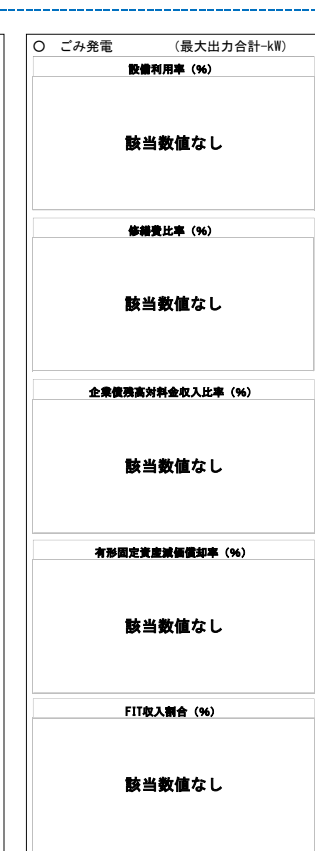 ○ ごみ発電 (最大出力合計-kW)
設備利用率（%）
該当数値なし
修繕費比率（%）
該当数値なし
企業債残高対料金収入比率（%）
該当数値なし
有形固定資産減価償却率（%）
該当数値なし
FIT収入割合（%）
該当数値なし